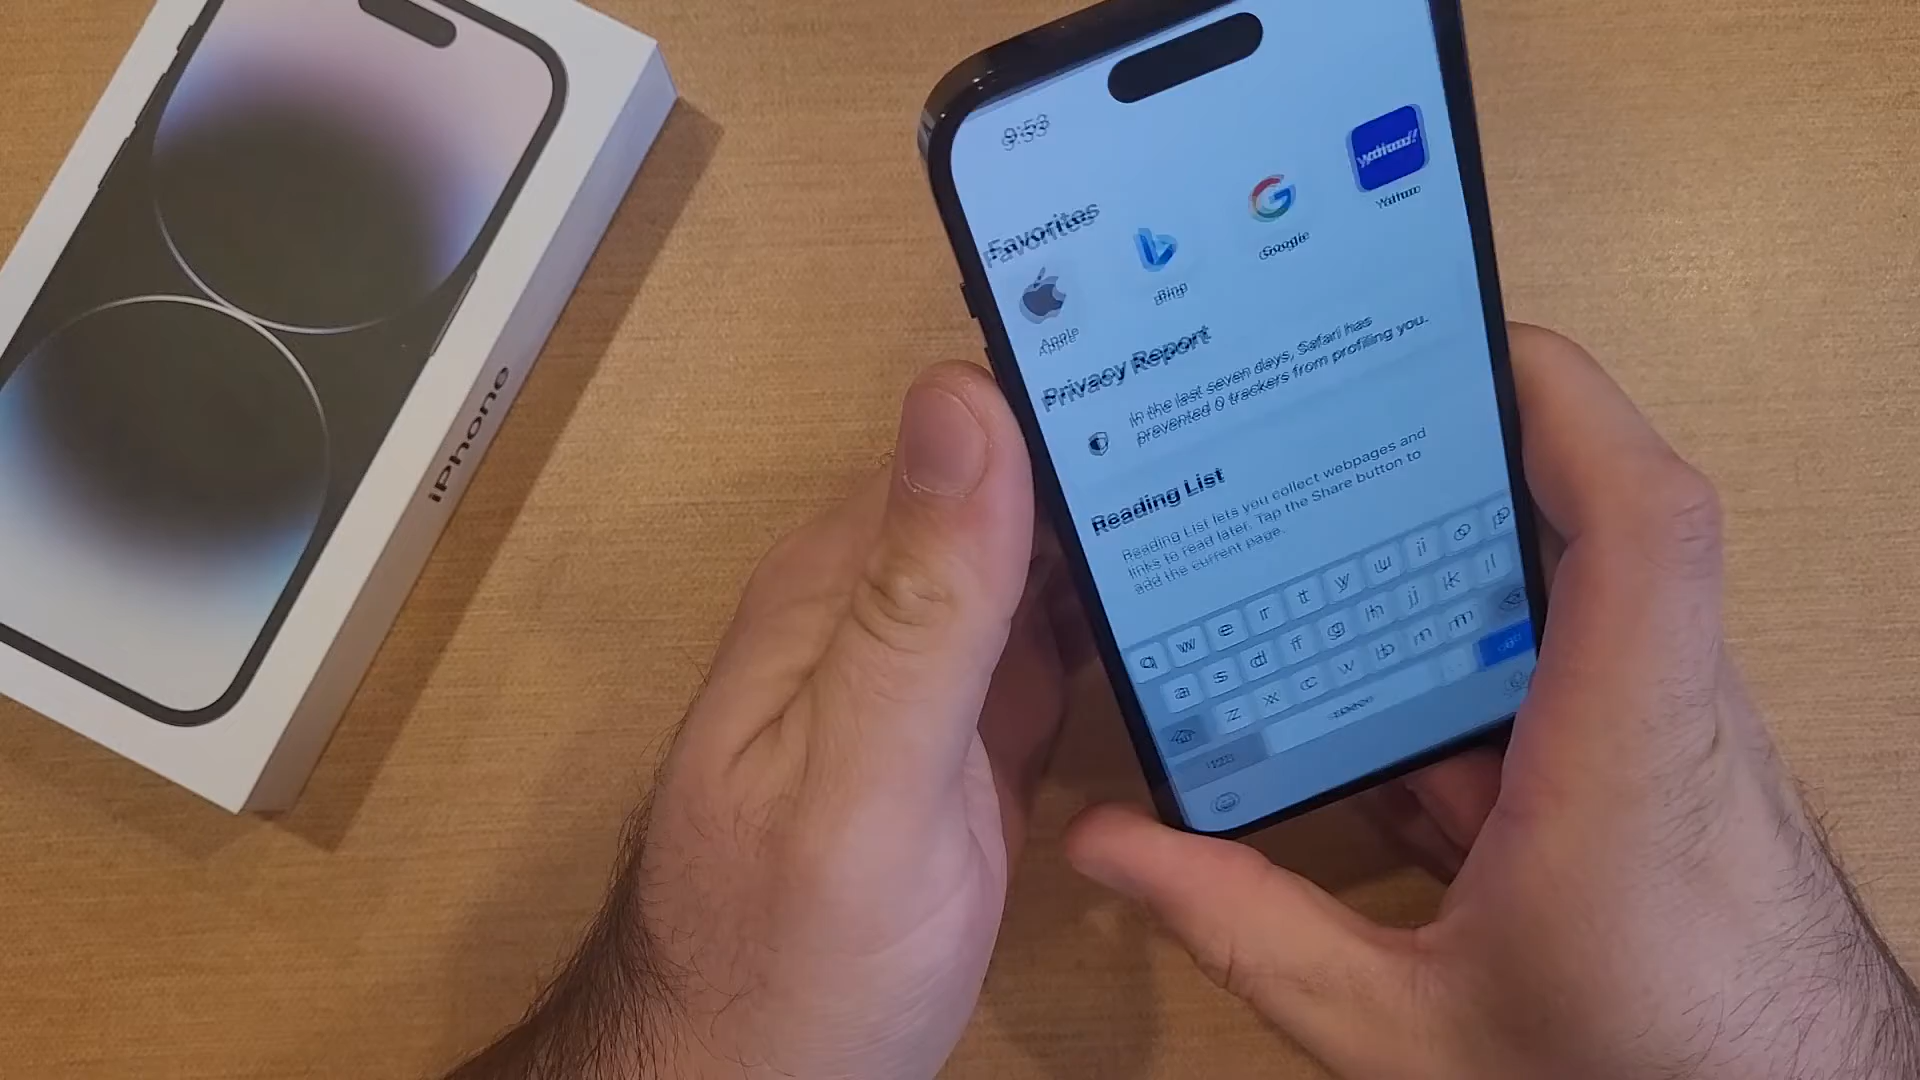 iPhone
9:53
Favorites
yahoo!
Apple
Bing
Google
Yahoo
Privacy Report
In the last seven days, Safari has
prevented 0 trackers from profiling you.
Reading List
Reading List lets you collect webpages and
links to read later. Tap the Share button to
add the current page.
q w e r t y u i o p
a s d f g h j k l
z x c v b n m
space
123